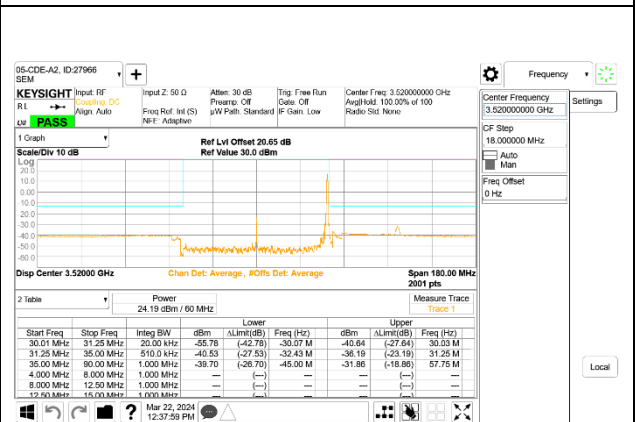 05-CDE-A2, ID:27966
SEM
Frequency
KEYSIGHT
Input: RF
Coupling: DC
Align: Auto
Input Z: 50 Ω
Freq Ref: Int (S)
NFE: Adaptive
Atten: 30 dB
Preamp: Off
µW Path: Standard
Trig: Free Run
Gate: Off
IF Gain: Low
Center Freq: 3.520000000 GHz
Avg|Hold: 100.00% of 100
Radio Std: None
RL
PASS
Center Frequency
3.520000000 GHz
Settings
CF Step
18.000000 MHz
Auto
Man
Freq Offset
0 Hz
1 Graph
Scale/Div 10 dB
Ref Lvl Offset 20.65 dB
Ref Value 30.0 dBm
Log
20.0
10.0
0.00
-10.0
-20.0
-30.0
-40.0
-50.0
-60.0
Disp Center 3.52000 GHz
Chan Det: Average , #Offs Det: Average
Span 180.00 MHz
2001 pts
2 Table
Power
24.19 dBm / 60 MHz
Measure Trace
Trace 1
Lower Upper
Start Freq Stop Freq Integ BW dBm ΔLimit(dB) Freq (Hz) dBm ΔLimit(dB) Freq (Hz)
30.01 MHz 31.25 MHz 20.00 kHz -55.78 (-42.78) -30.07 M -40.64 (-27.64) 30.03 M
31.25 MHz 35.00 MHz 510.0 kHz -40.53 (-27.53) -32.43 M -36.19 (-23.19) 31.25 M
35.00 MHz 90.00 MHz 1.000 MHz -39.70 (-26.70) -45.00 M -31.86 (-18.86) 57.75 M
4.000 MHz 8.000 MHz 1.000 MHz --- (---) --- --- (---) ---
8.000 MHz 12.50 MHz 1.000 MHz --- (---) --- --- (---) ---
12.50 MHz 15.00 MHz 1.000 MHz --- (---) --- --- (---) ---
Local
Mar 22, 2024
12:37:59 PM